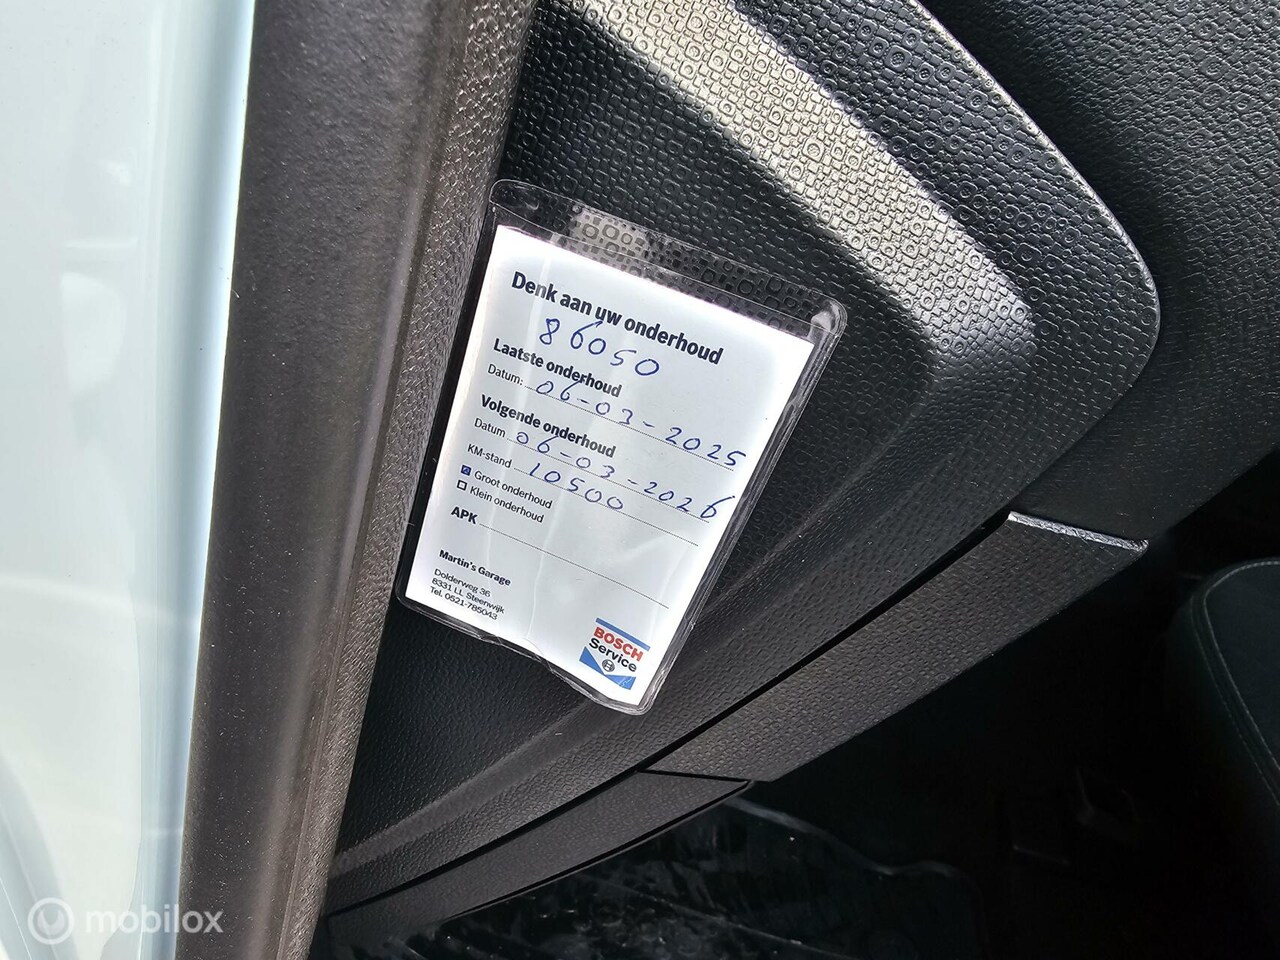 Denk aan uw onderhoud
86050
Laatste onderhoud
Datum: 06-03-2025
Volgende onderhoud
Datum 06-03-2026
KM-stand 10500
Groot onderhoud
Klein onderhoud
APK
Martin's Garage
Dolderweg 36
8331 LL Steenwijk
Tel. 0521-785043
BOSCH
Service
mobilox